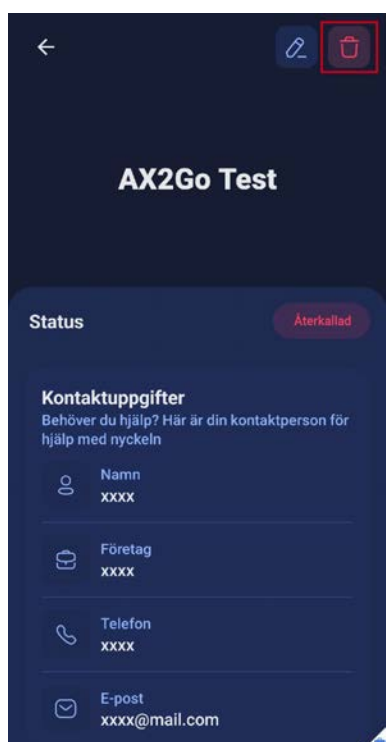 AX2Go Test
Status
Återkallad
Kontaktuppgifter
Behöver du hjälp? Här är din kontaktperson för
hjälp med nyckeln
Namn
xxxx
Företag
xxxx
Telefon
xxxx
E-post
xxxx@mail.com